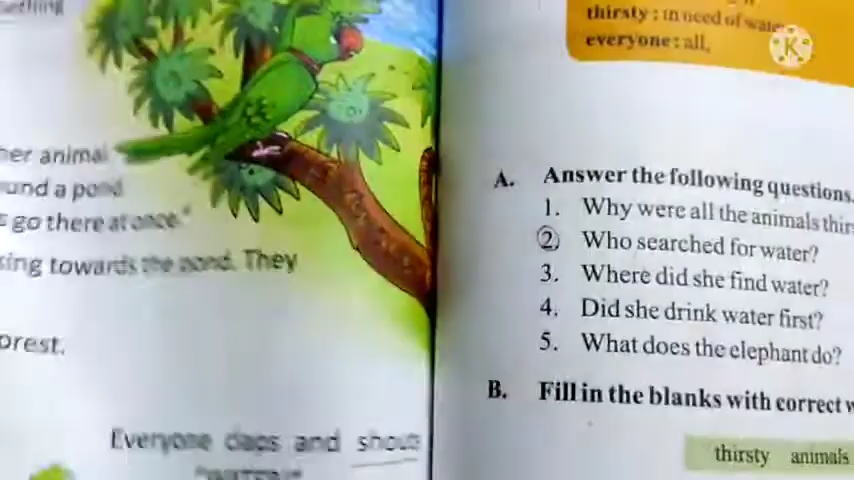 her animal
und a pond
s go there at once."
king towards the pond. They
orest.
Everyone claps and shouts
thirsty : in need of water
everyone : all.
K
A. Answer the following questions.
1. Why were all the animals thir
2. Who searched for water?
3. Where did she find water?
4. Did she drink water first?
5. What does the elephant do?
B. Fill in the blanks with correct w
thirsty animals